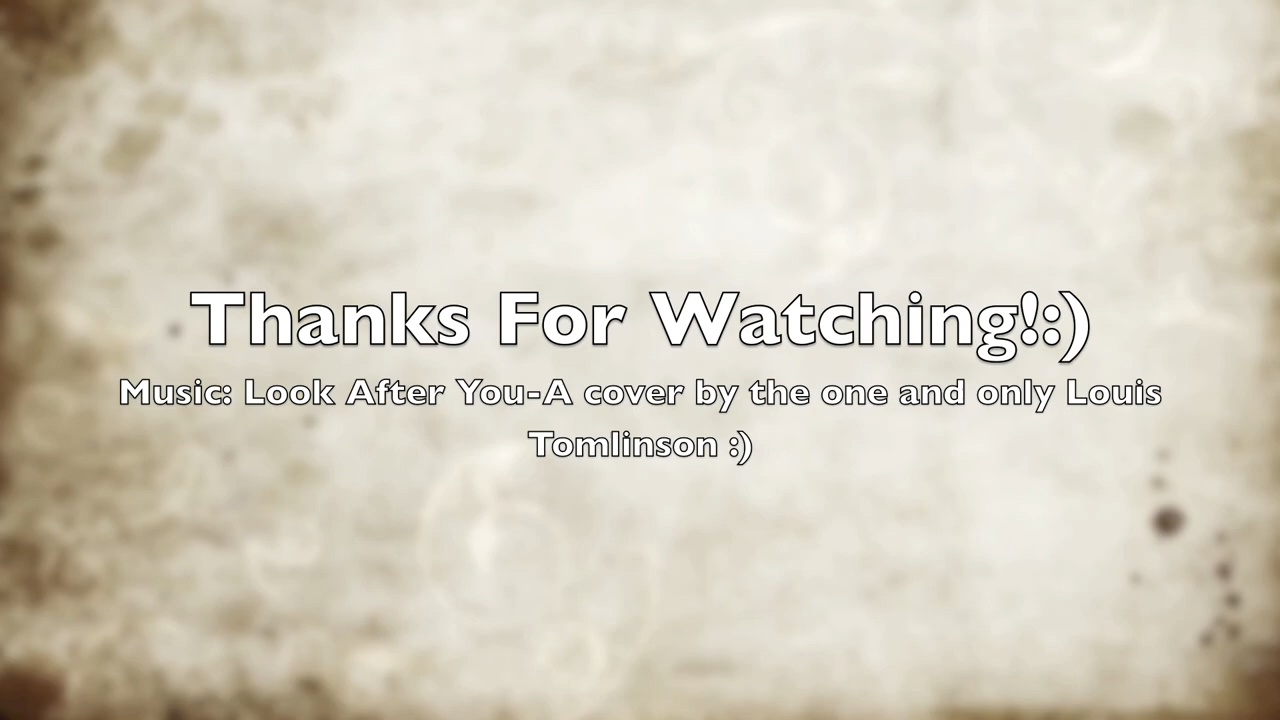 Thanks For Watching!:)
Music: Look After You-A cover by the one and only Louis
Tomlinson :)